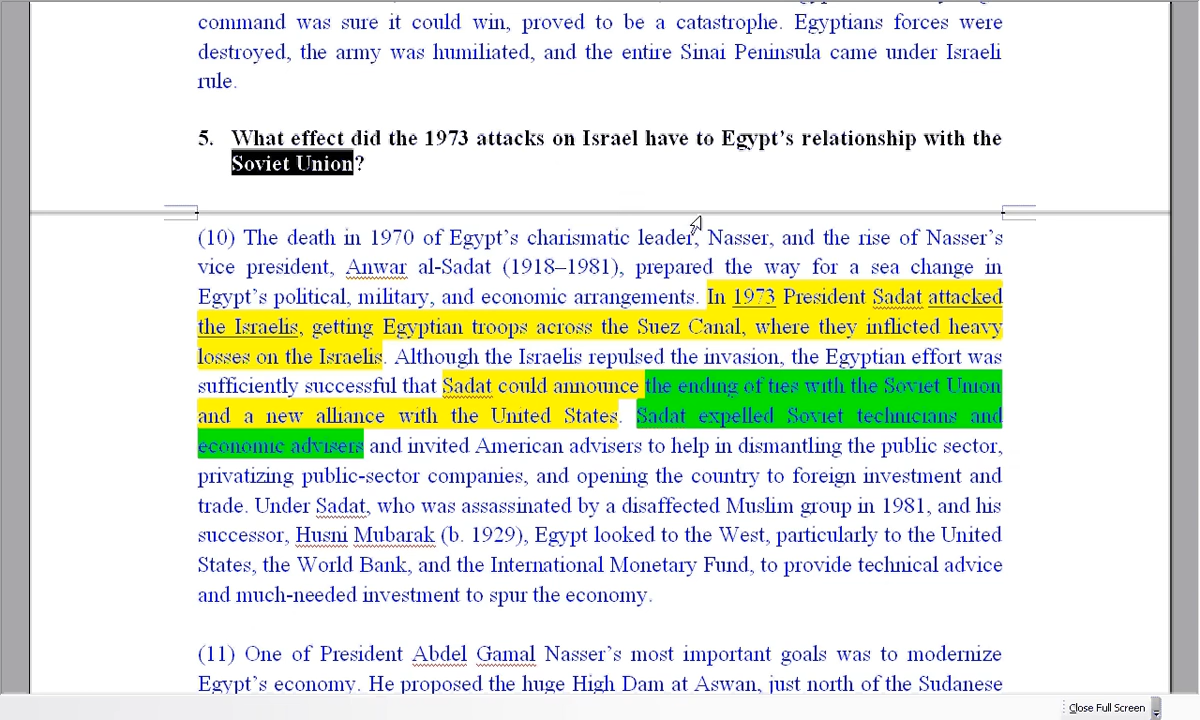 command was sure it could win, proved to be a catastrophe. Egyptians forces were
destroyed, the army was humiliated, and the entire Sinai Peninsula came under Israeli
rule.
5. What effect did the 1973 attacks on Israel have to Egypt's relationship with the
Soviet Union?
(10) The death in 1970 of Egypt's charismatic leader, Nasser, and the rise of Nasser's
vice president, Anwar al-Sadat (1918–1981), prepared the way for a sea change in
Egypt's political, military, and economic arrangements. In 1973 President Sadat attacked
the Israelis, getting Egyptian troops across the Suez Canal, where they inflicted heavy
losses on the Israelis. Although the Israelis repulsed the invasion, the Egyptian effort was
sufficiently successful that Sadat could announce the ending of ties with the Soviet Union
and a new alliance with the United States. Sadat expelled Soviet technicians and
economic advisers and invited American advisers to help in dismantling the public sector,
privatizing public-sector companies, and opening the country to foreign investment and
trade. Under Sadat, who was assassinated by a disaffected Muslim group in 1981, and his
successor, Husni Mubarak (b. 1929), Egypt looked to the West, particularly to the United
States, the World Bank, and the International Monetary Fund, to provide technical advice
and much-needed investment to spur the economy.
(11) One of President Abdel Gamal Nasser's most important goals was to modernize
Egypt's economy. He proposed the huge High Dam at Aswan, just north of the Sudanese
Close Full Screen